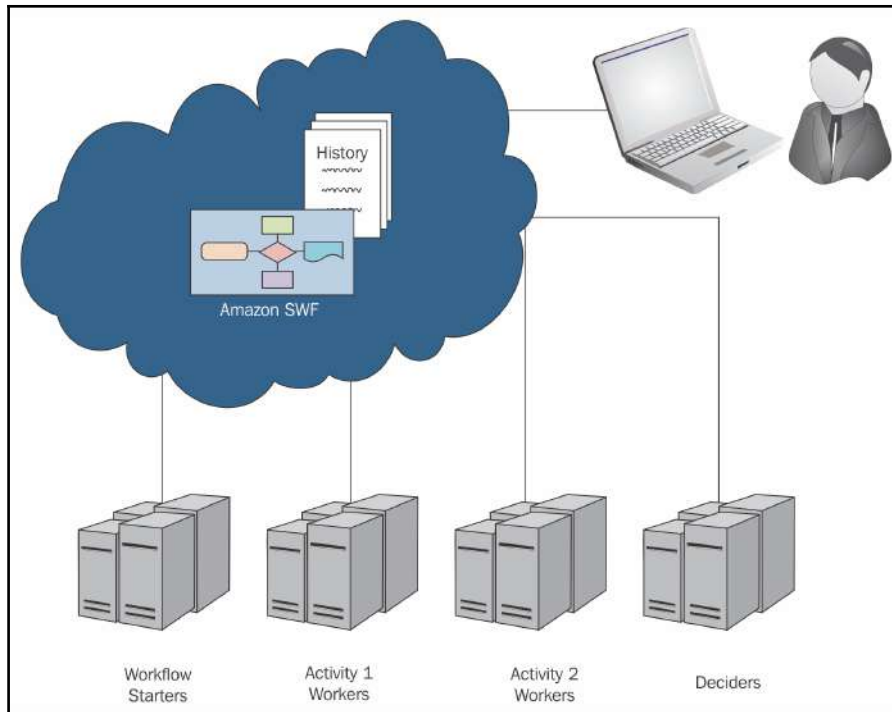 History
Amazon SWF
Workflow
Starters
Activity 1
Workers
Activity 2
Workers
Deciders